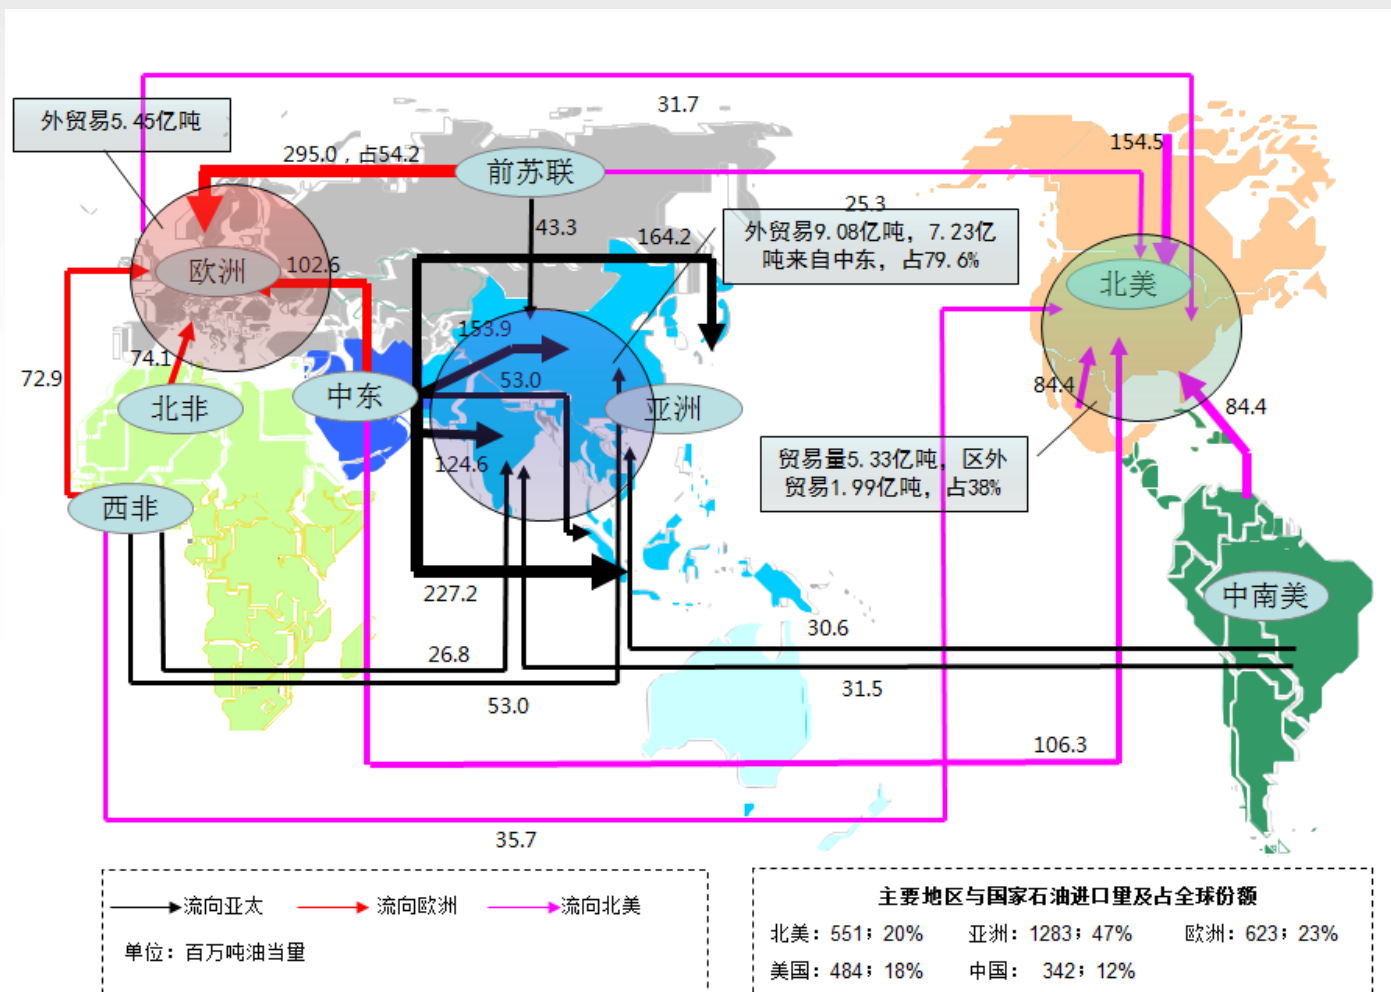 31.7
外贸易5.45亿吨
154.5
295.0，占54.2
前苏联
25.3
43.3
164.2
外贸易9.08亿吨，7.23亿
吨来自中东，占79.6%
欧洲
102.6
北美
153.9
74.1
72.9
53.0
84.4
中东
北非
亚洲
84.4
124.6
贸易量5.33亿吨，区外
贸易1.99亿吨，占38%
西非
227.2
中南美
30.6
26.8
31.5
53.0
106.3
35.7
流向亚太
流向欧洲
流向北美
单位：百万吨油当量
主要地区与国家石油进口量及占全球份额
北美：551；20% 亚洲：1283；47% 欧洲：623；23%
美国：484；18% 中国： 342；12%